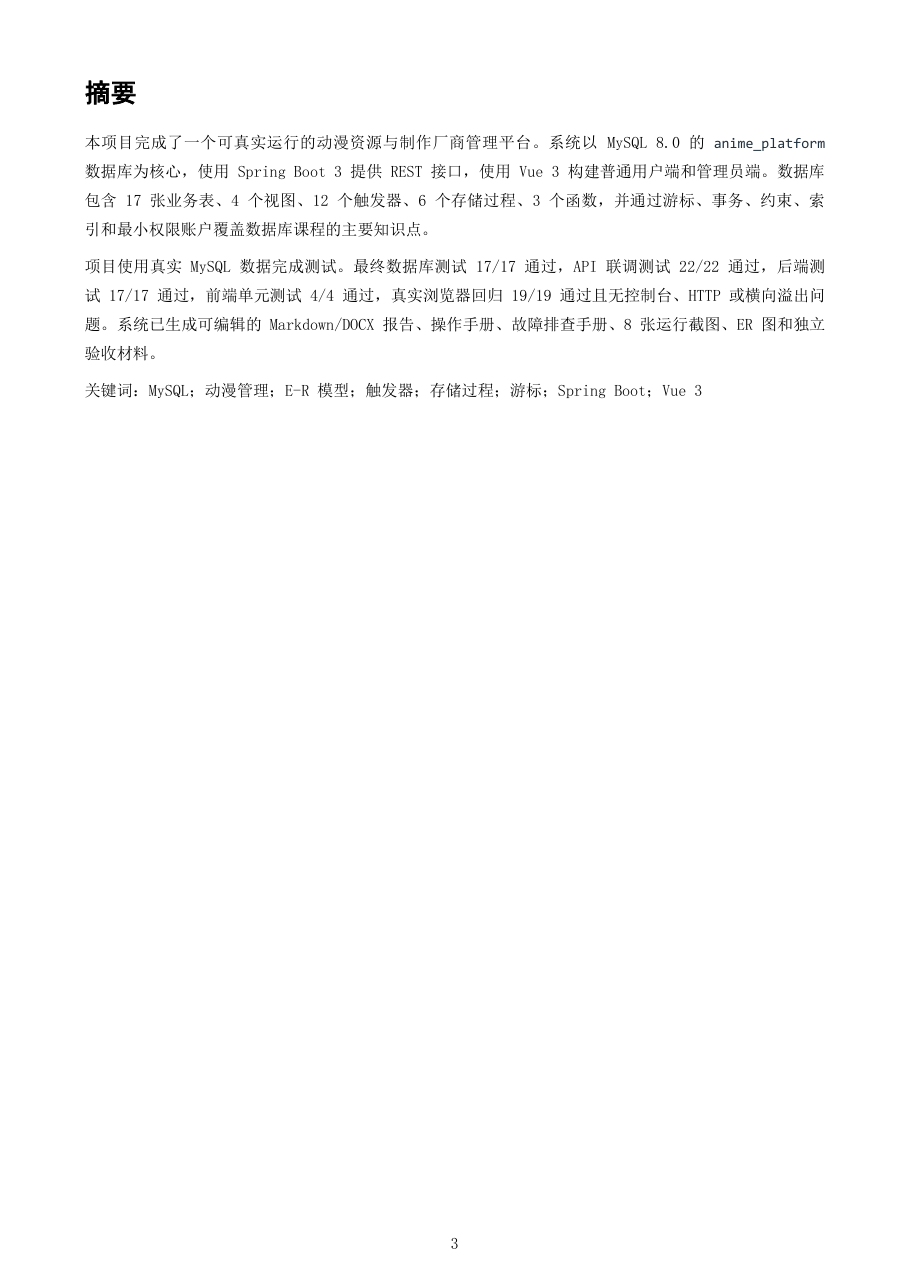 摘要
本项目完成了一个可真实运行的动漫资源与制作厂商管理平台。系统以 MySQL 8.0 的 anime_platform
数据库为核心，使用 Spring Boot 3 提供 REST 接口，使用 Vue 3 构建普通用户端和管理员端。数据库
包含 17 张业务表、4 个视图、12 个触发器、6 个存储过程、3 个函数，并通过游标、事务、约束、索
引和最小权限账户覆盖数据库课程的主要知识点。
项目使用真实 MySQL 数据完成测试。最终数据库测试 17/17 通过，API 联调测试 22/22 通过，后端测
试 17/17 通过，前端单元测试 4/4 通过，真实浏览器回归 19/19 通过且无控制台、HTTP 或横向溢出问
题。系统已生成可编辑的 Markdown/DOCX 报告、操作手册、故障排查手册、8 张运行截图、ER 图和独立
验收材料。
关键词：MySQL；动漫管理；E-R 模型；触发器；存储过程；游标；Spring Boot；Vue 3
3